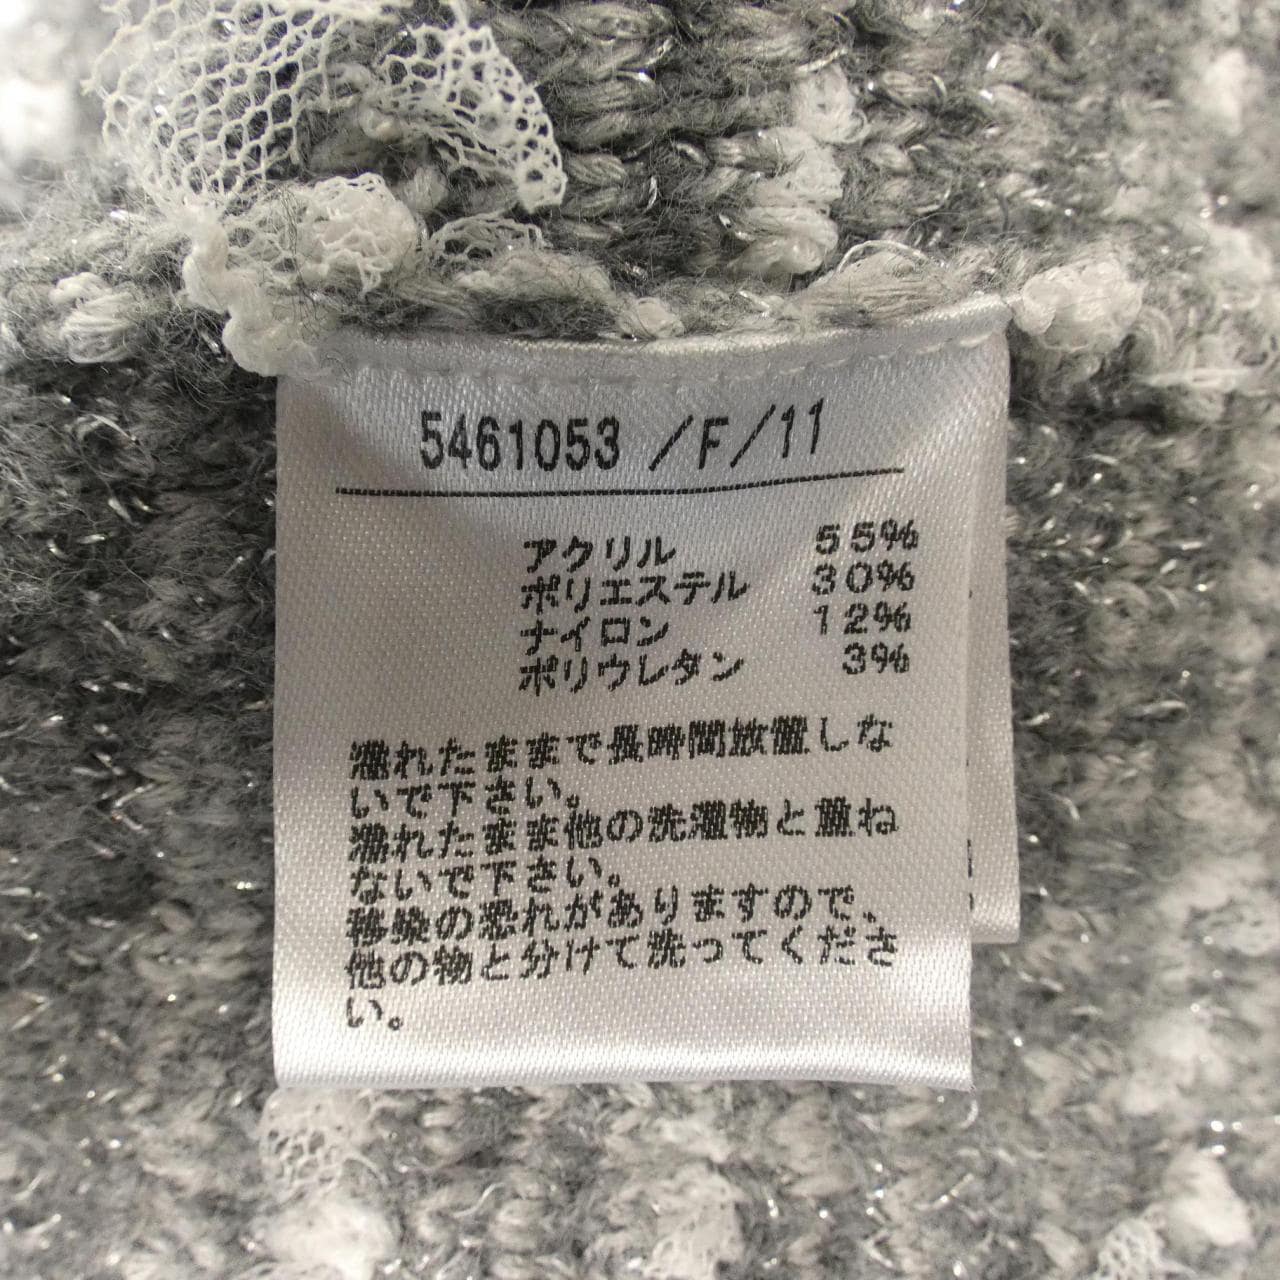 5461053 /F/11
アクリル 55%
ポリエステル 30%
ナイロン 12%
ポリウレタン 3%
濡れたままで長時間放置しな
いで下さい。
濡れたまま他の洗濯物と重ね
ないで下さい。
移染の恐れがありますので、
他の物と分けて洗ってくださ
い。